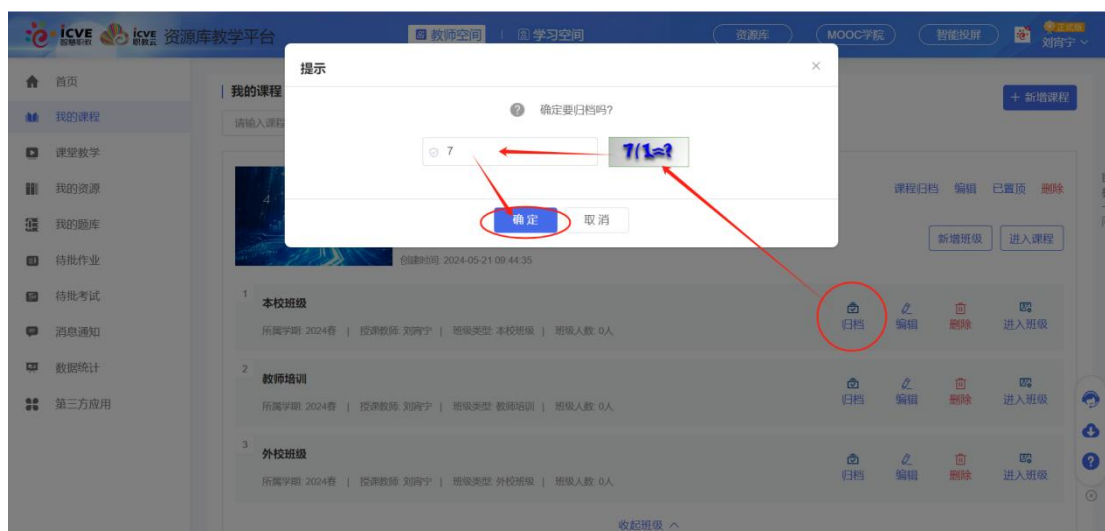 icve 智慧职教 icve 职教云 资源库教学平台 教师空间 | 学习空间 资源库 MOOC学院 智能投屏 正式版 刘宵宁
首页
我的课程
课堂教学
我的资源
我的题库
待批作业
待批考试
消息通知
数据统计
第三方应用
我的课程
+ 新增课程
请输入课程
提示 ×
确定要归档吗?
7
7(1=?
确定 取消
课程归档 编辑 已置顶 删除
新增班级 进入课程
创建时间: 2024-05-21 09:44:35
1 本校班级
所属学期: 2024春 | 授课教师: 刘宵宁 | 班级类型: 本校班级 | 班级人数: 0人
归档 编辑 删除 进入班级
2 教师培训
所属学期: 2024春 | 授课教师: 刘宵宁 | 班级类型: 教师培训 | 班级人数: 0人
归档 编辑 删除 进入班级
3 外校班级
所属学期: 2024春 | 授课教师: 刘宵宁 | 班级类型: 外校班级 | 班级人数: 0人
归档 编辑 删除 进入班级
收起班级